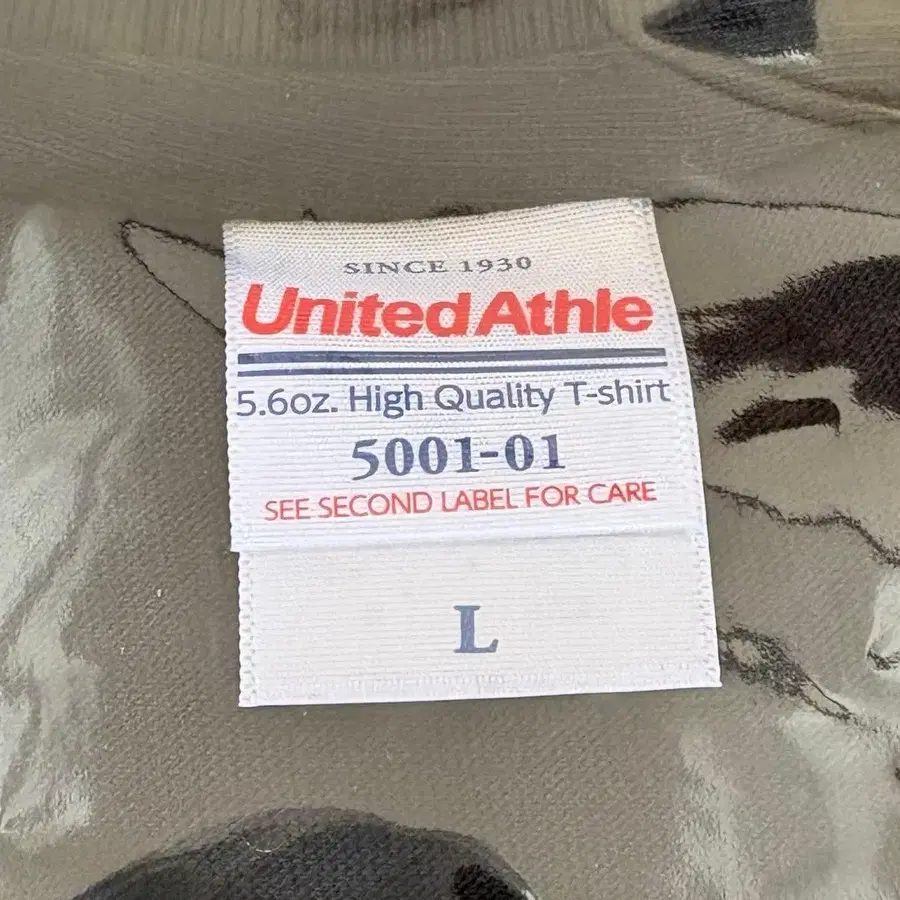 SINCE 1930
United Athle
5.6oz. High Quality T-shirt
5001-01
SEE SECOND LABEL FOR CARE
L